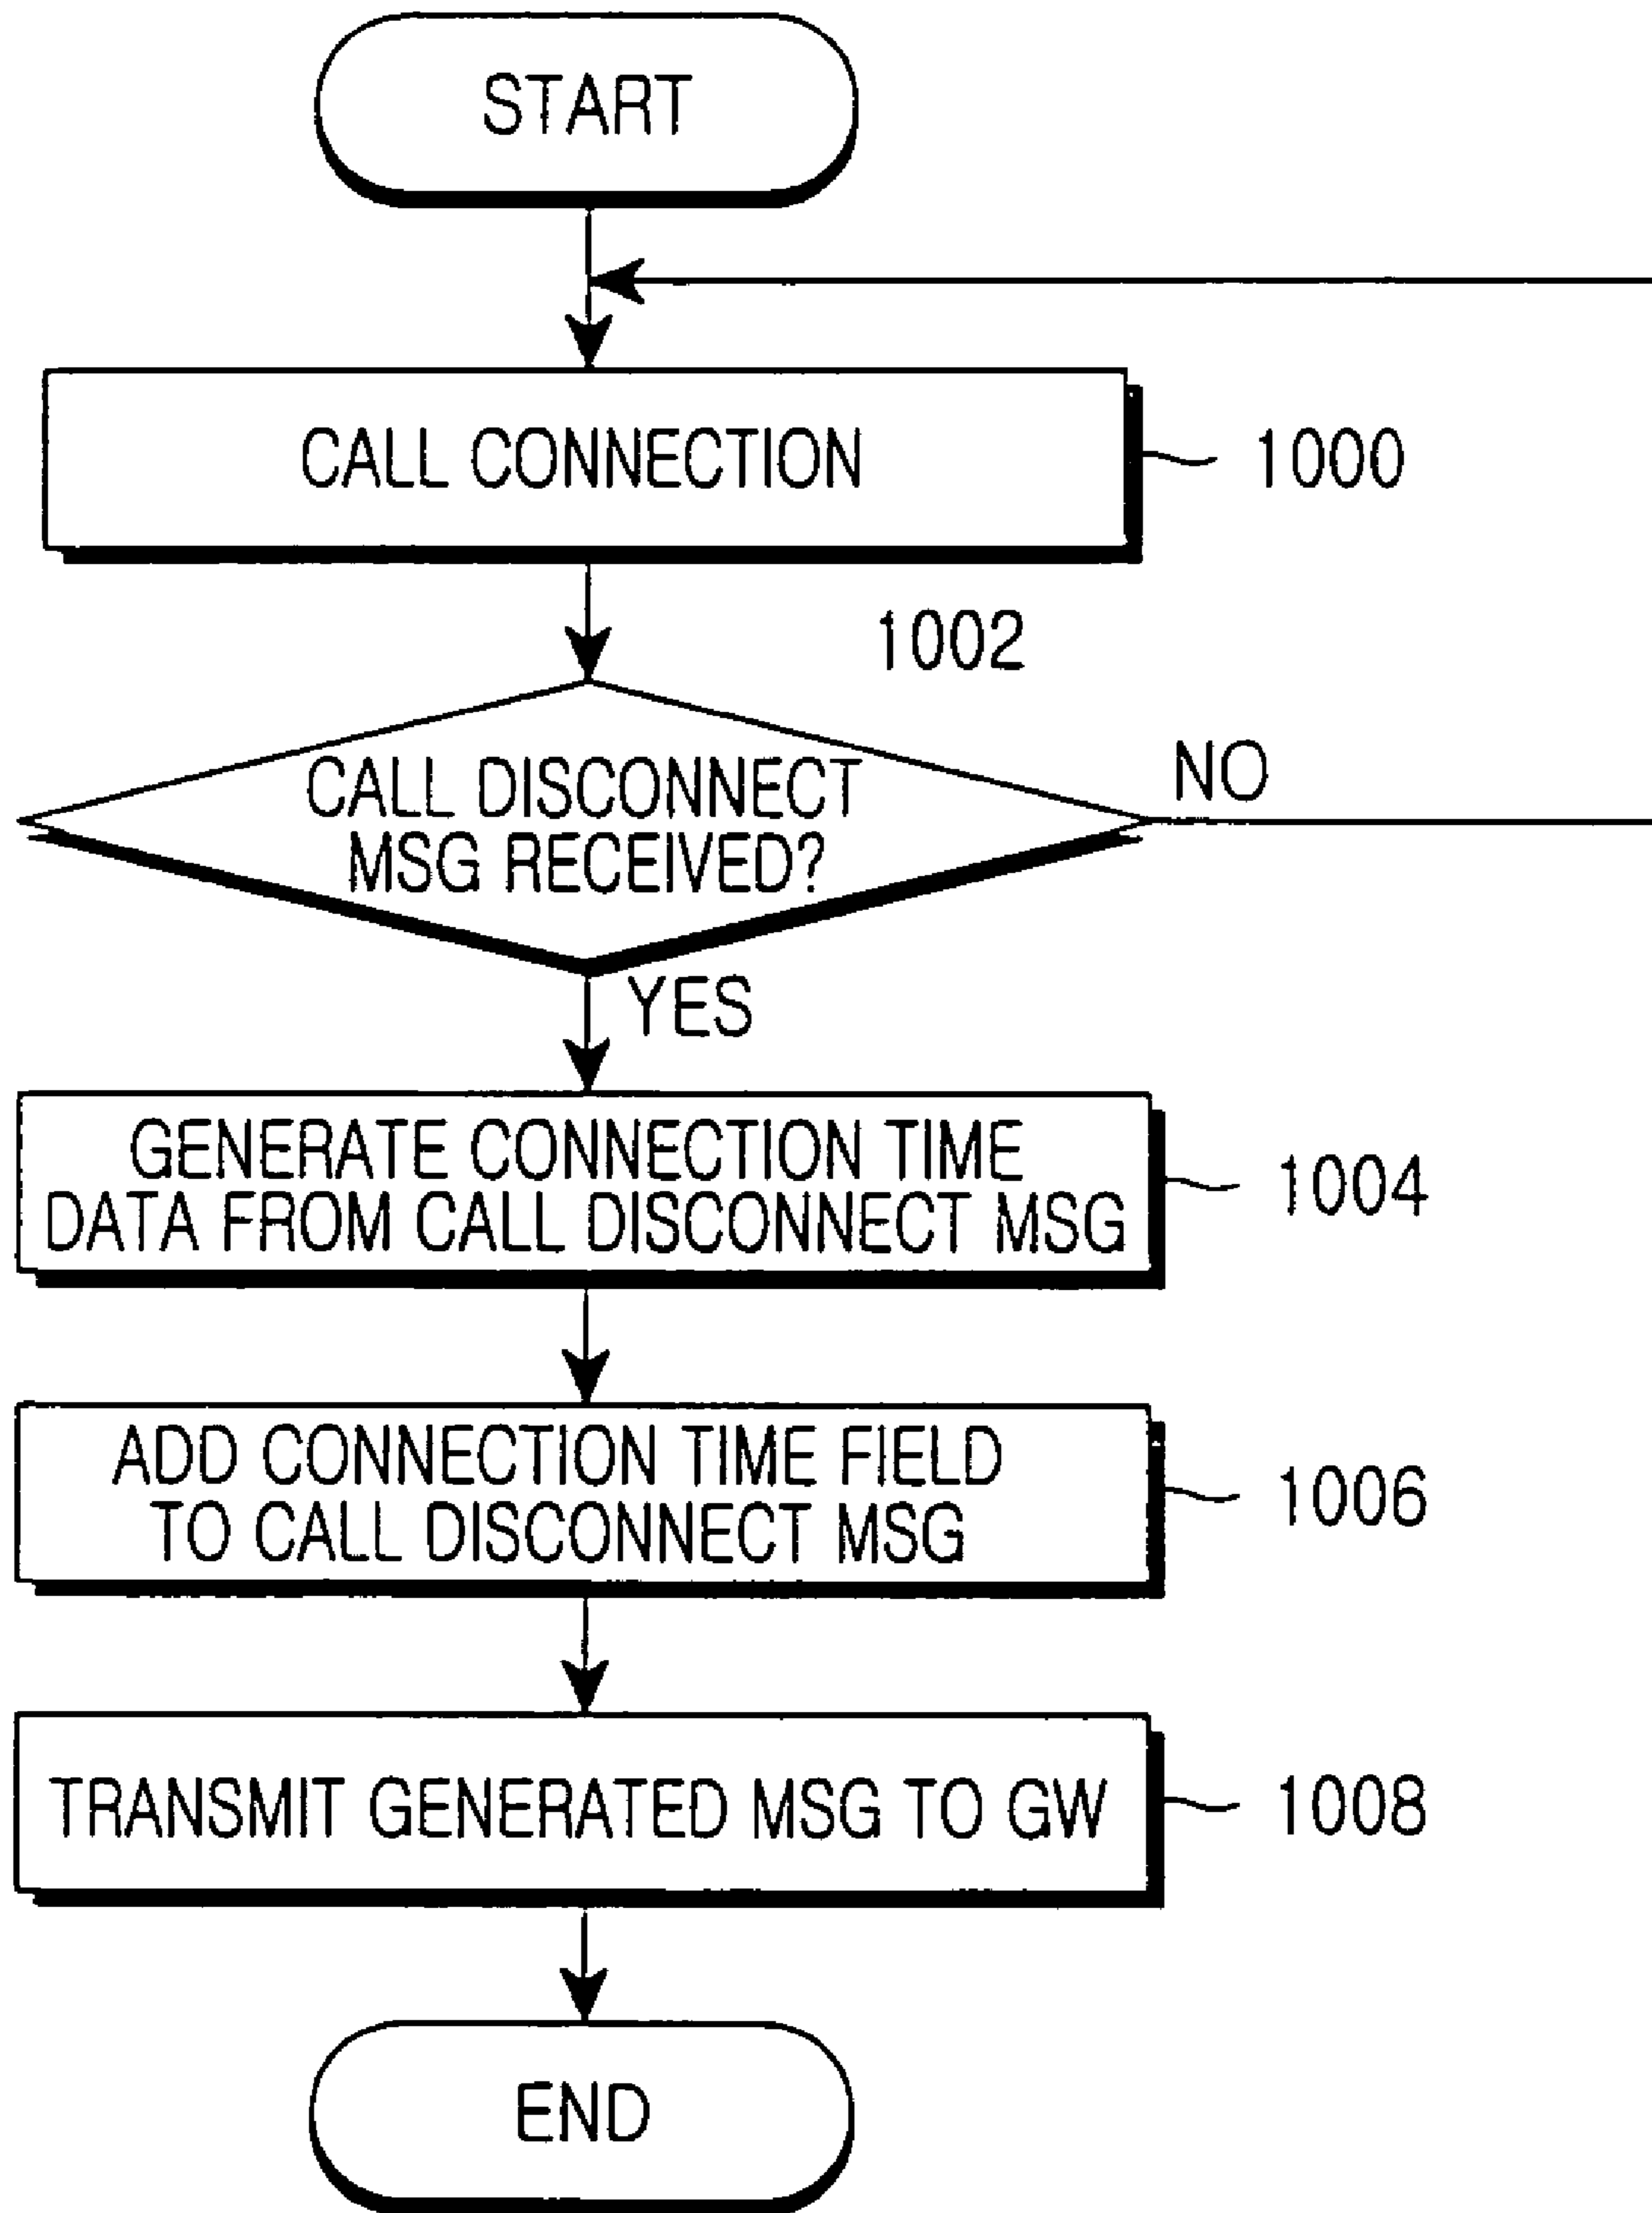 START
CALL CONNECTION
1000
1002
CALL DISCONNECT
MSG RECEIVED?
NO
YES
GENERATE CONNECTION TIME
DATA FROM CALL DISCONNECT MSG
1004
ADD CONNECTION TIME FIELD
TO CALL DISCONNECT MSG
1006
TRANSMIT GENERATED MSG TO GW
1008
END